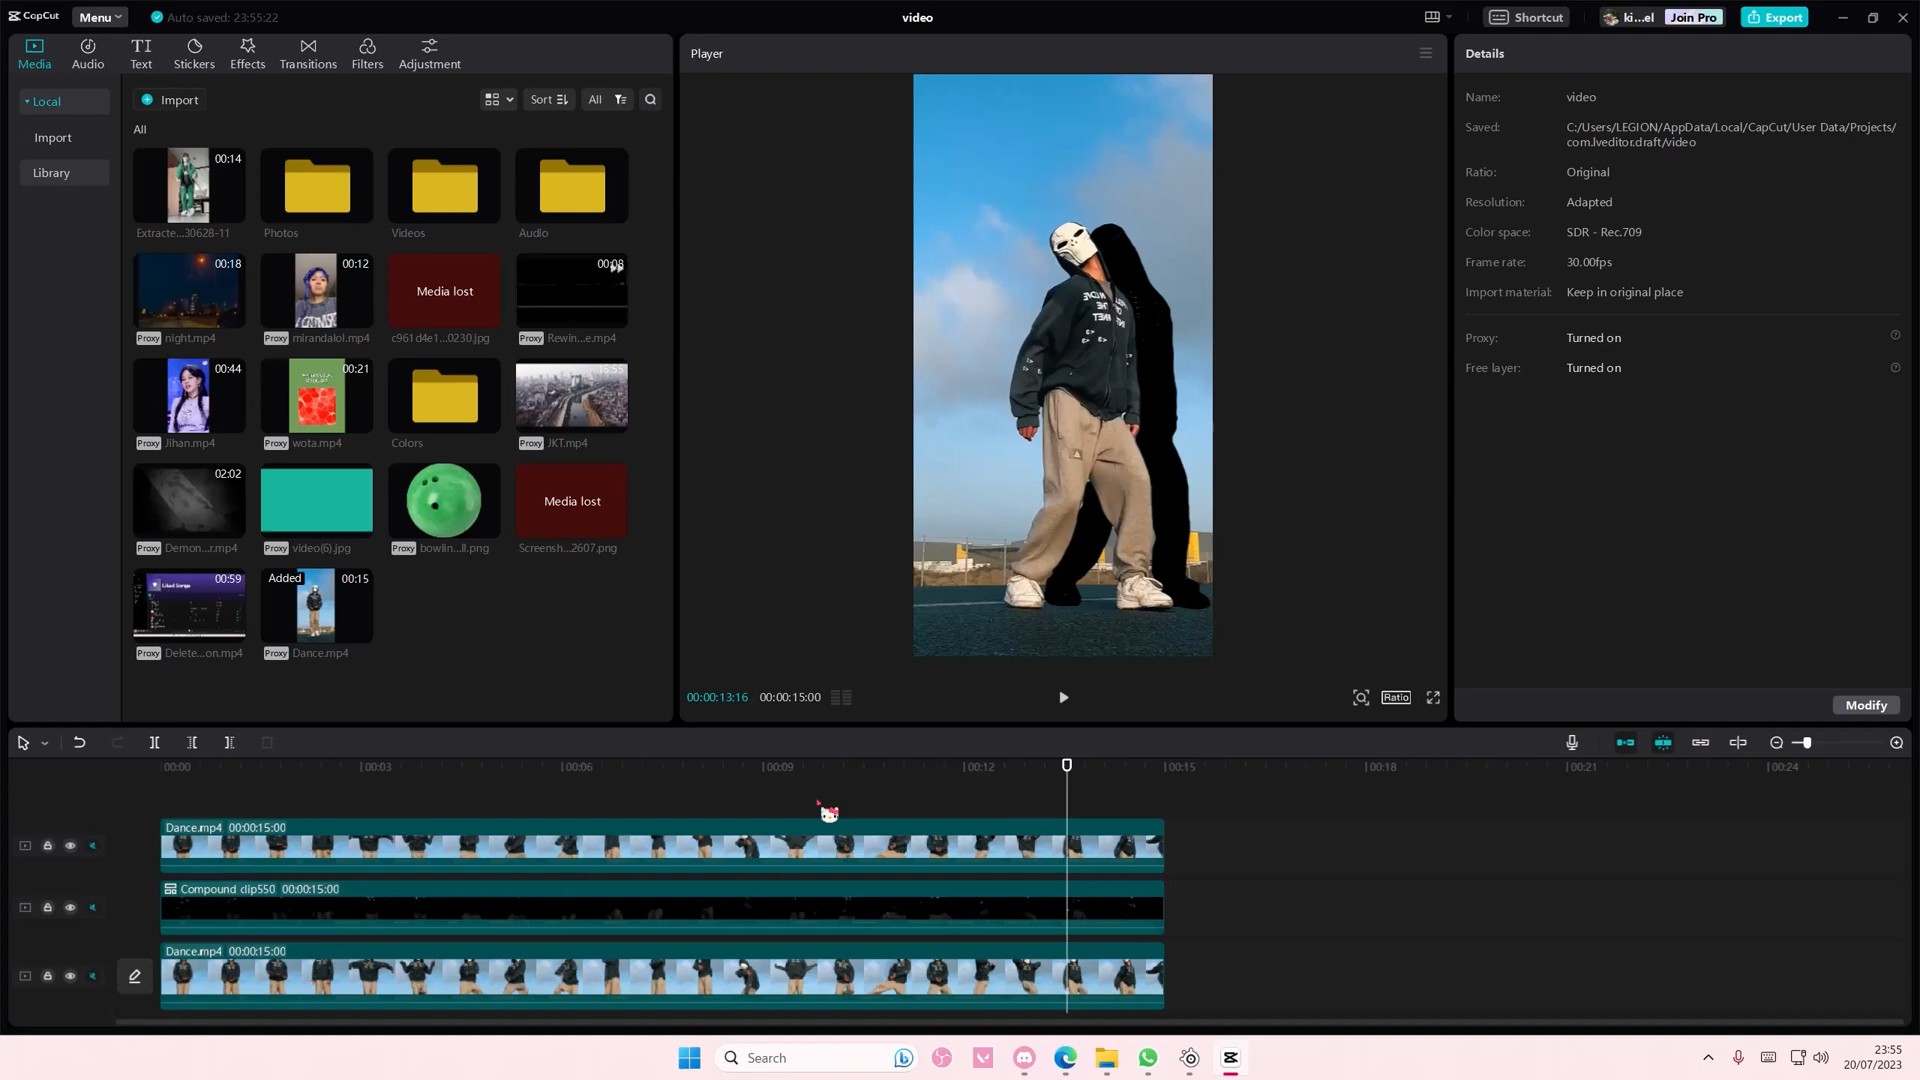 CapCut Menu Auto saved: 23:55:22 video Shortcut ki...el Join Pro Export
Media Audio Text Stickers Effects Transitions Filters Adjustment
Local
Import
Library
Import Sort All
All
00:14
Extracte...30628-11 Photos Videos Audio
00:18 00:12 Media lost 00:08
Proxy night.mp4 Proxy mirandalol.mp4 c961d4e1...0230.jpg Proxy Rewin...e.mp4
00:44 00:21 15:55
Proxy Jihan.mp4 Proxy wota.mp4 Colors Proxy JKT.mp4
02:02 Media lost
Proxy Demon...r.mp4 Proxy video(6).jpg Proxy bowlin...ll.png Screensh...2607.png
00:59 Added 00:15
Liked Songs
Proxy Delete...on.mp4 Proxy Dance.mp4
Player
00:00:13:16 00:00:15:00 Ratio
Details
Name: video
Saved: C:/Users/LEGION/AppData/Local/CapCut/User Data/Projects/
com.lveditor.draft/video
Ratio: Original
Resolution: Adapted
Color space: SDR - Rec.709
Frame rate: 30.00fps
Import material: Keep in original place
Proxy: Turned on
Free layer: Turned on
Modify
00:00 00:03 00:06 00:09 00:12 00:15 00:18 00:21 00:24
Dance.mp4 00:00:15:00
Compound clip550 00:00:15:00
Dance.mp4 00:00:15:00
Search
23:55
20/07/2023